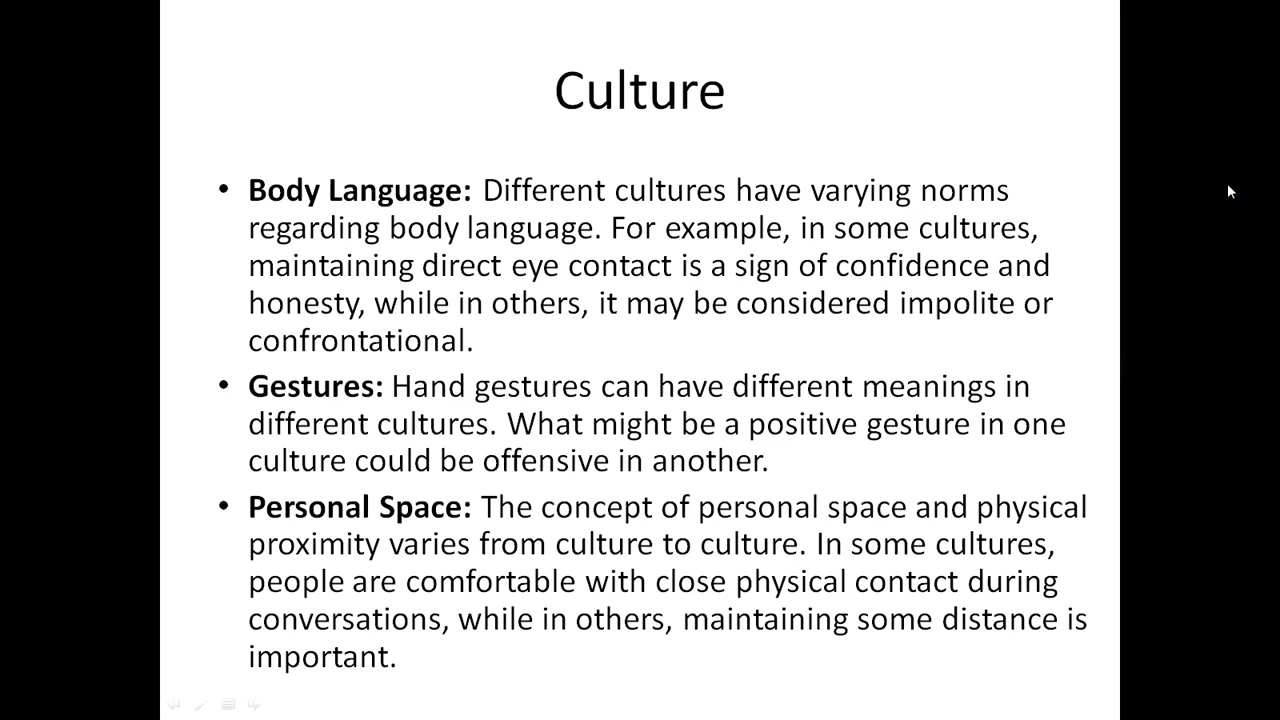 Culture
• Body Language: Different cultures have varying norms
regarding body language. For example, in some cultures,
maintaining direct eye contact is a sign of confidence and
honesty, while in others, it may be considered impolite or
confrontational.
• Gestures: Hand gestures can have different meanings in
different cultures. What might be a positive gesture in one
culture could be offensive in another.
• Personal Space: The concept of personal space and physical
proximity varies from culture to culture. In some cultures,
people are comfortable with close physical contact during
conversations, while in others, maintaining some distance is
important.